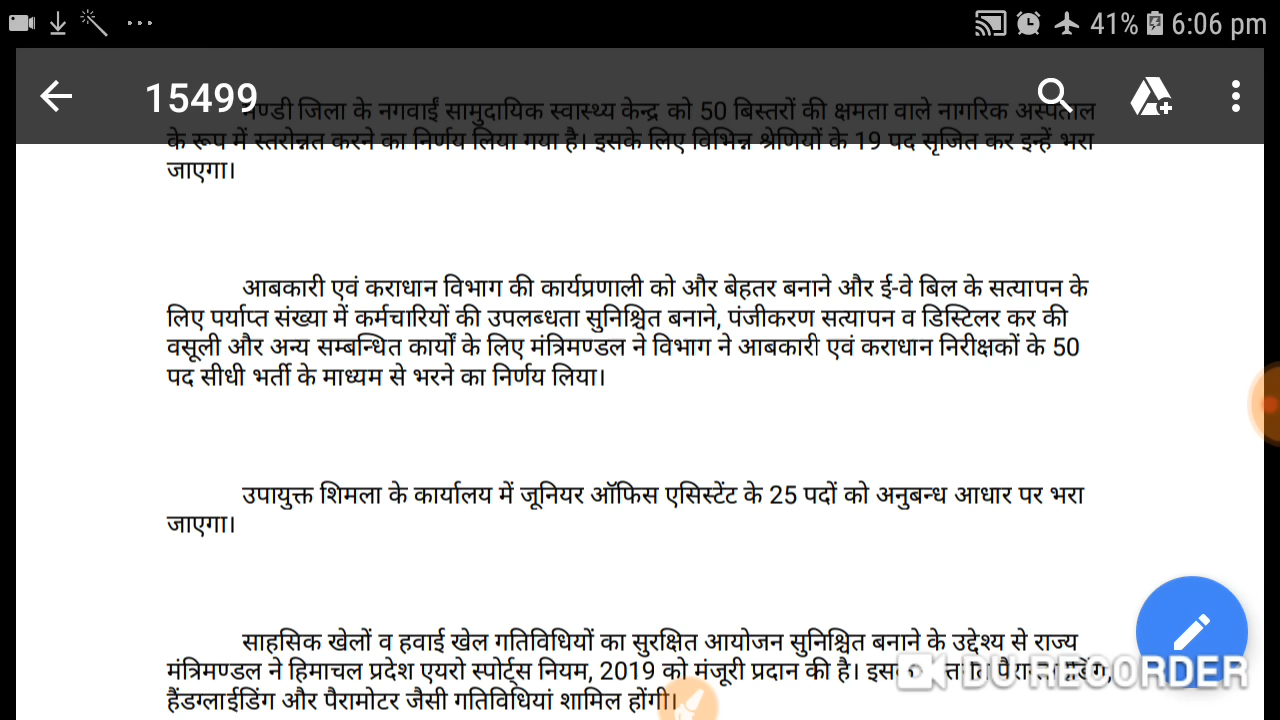 41% 6:06 pm
15499
मण्डी जिला के नगवाईं सामुदायिक स्वास्थ्य केन्द्र को 50 बिस्तरों की क्षमता वाले नागरिक अस्पताल
के रूप में स्तरोन्नत करने का निर्णय लिया गया है। इसके लिए विभिन्न श्रेणियों के 19 पद सृजित कर इन्हें भरा
जाएगा।
आबकारी एवं कराधान विभाग की कार्यप्रणाली को और बेहतर बनाने और ई-वे बिल के सत्यापन के
लिए पर्याप्त संख्या में कर्मचारियों की उपलब्धता सुनिश्चित बनाने, पंजीकरण सत्यापन व डिस्टिलर कर की
वसूली और अन्य सम्बन्धित कार्यों के लिए मंत्रिमण्डल ने विभाग ने आबकारी एवं कराधान निरीक्षकों के 50
पद सीधी भर्ती के माध्यम से भरने का निर्णय लिया।
उपायुक्त शिमला के कार्यालय में जूनियर ऑफिस एसिस्टेंट के 25 पदों को अनुबन्ध आधार पर भरा
जाएगा।
साहसिक खेलों व हवाई खेल गतिविधियों का सुरक्षित आयोजन सुनिश्चित बनाने के उद्देश्य से राज्य
मंत्रिमण्डल ने हिमाचल प्रदेश एयरो स्पोर्ट्स नियम, 2019 को मंजूरी प्रदान की है।
हैंडग्लाईडिंग और पैरामोटर जैसी गतिविधियां शामिल होंगी।
DU RECORDER